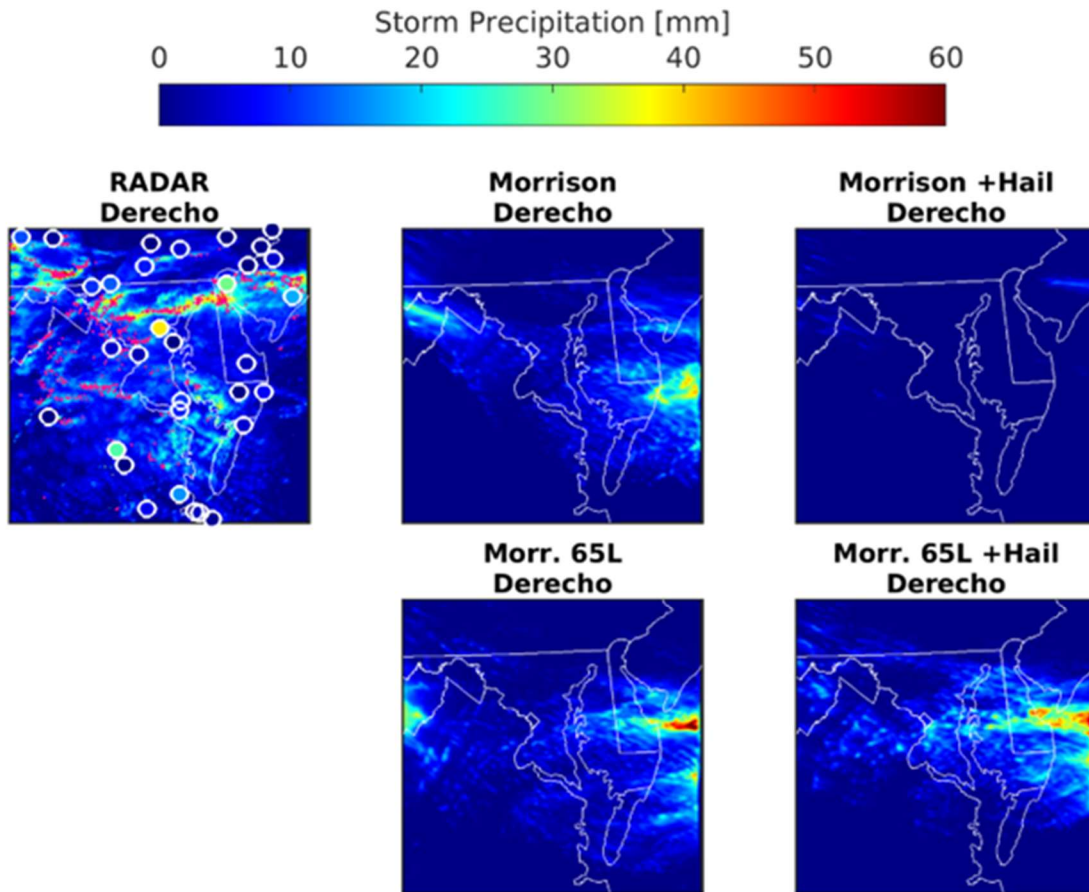 Storm Precipitation [mm]
0 10 20 30 40 50 60
RADAR
Derecho
Morrison
Derecho
Morrison +Hail
Derecho
Morr. 65L
Derecho
Morr. 65L +Hail
Derecho